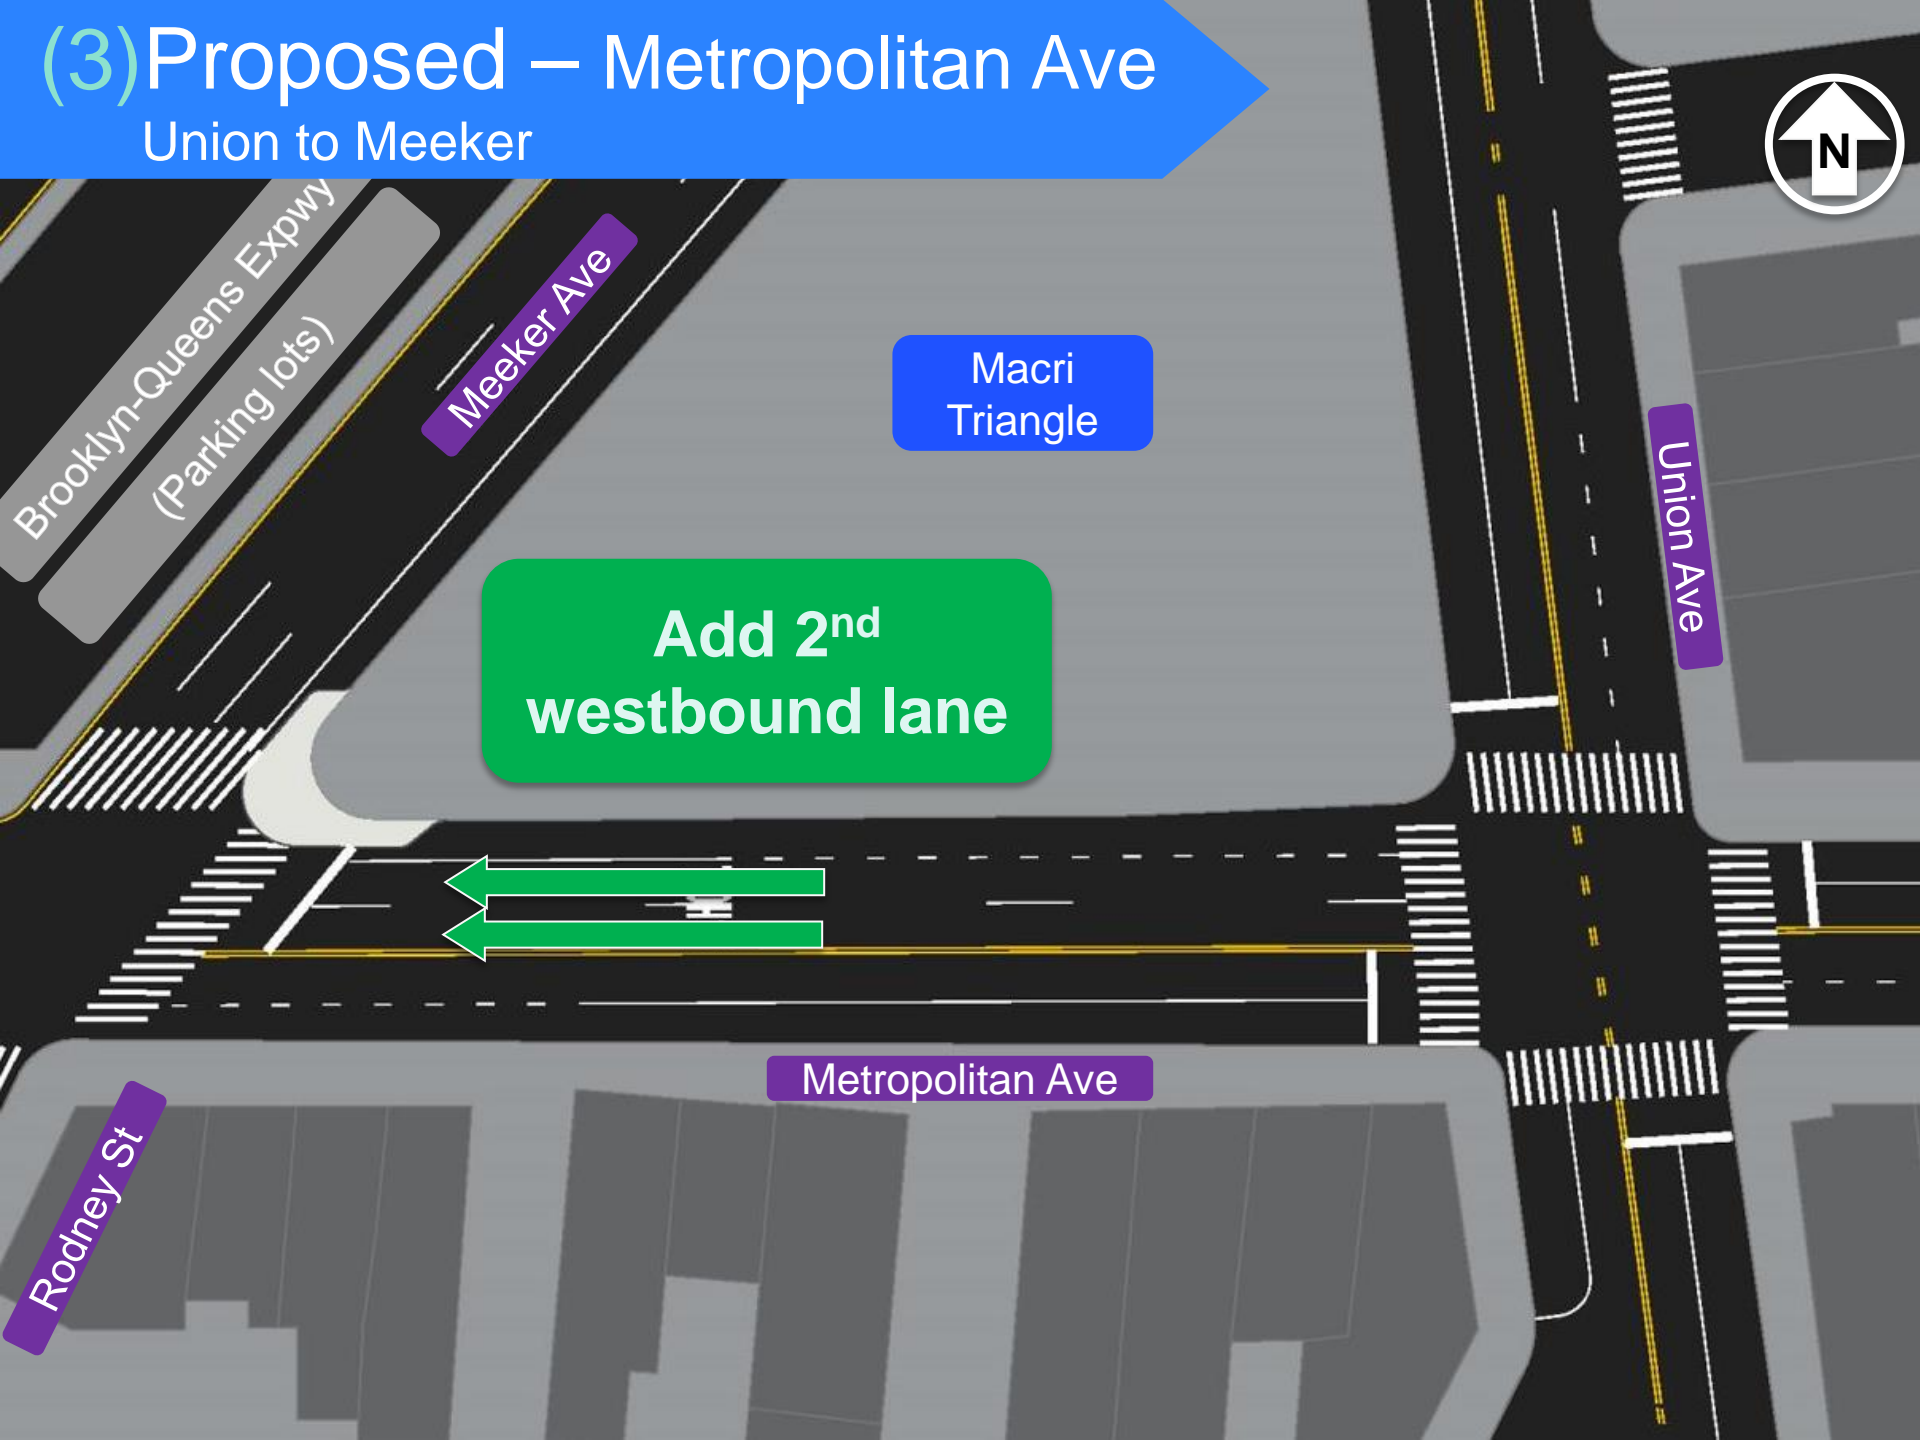 (3)Proposed – Metropolitan Ave
Union to Meeker
N
Brooklyn-Queens Expwy
(Parking lots)
Meeker Ave
Macri
Triangle
Union Ave
Add 2nd
westbound lane
Metropolitan Ave
Rodney St